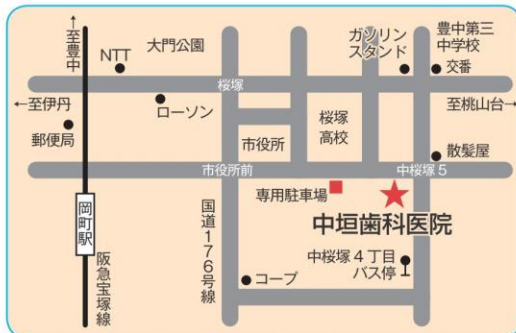 ↑至豊中
NTT
大門公園
ガソリン
スタンド
豊中第三
中学校
交番
桜塚
←至伊丹
ローソン
至桃山台→
郵便局
市役所
桜塚
高校
散髪屋
市役所前
中桜塚5
専用駐車場
中垣歯科医院
岡町駅
阪急宝塚線
国道176号線
中桜塚4丁目
バス停
コープ